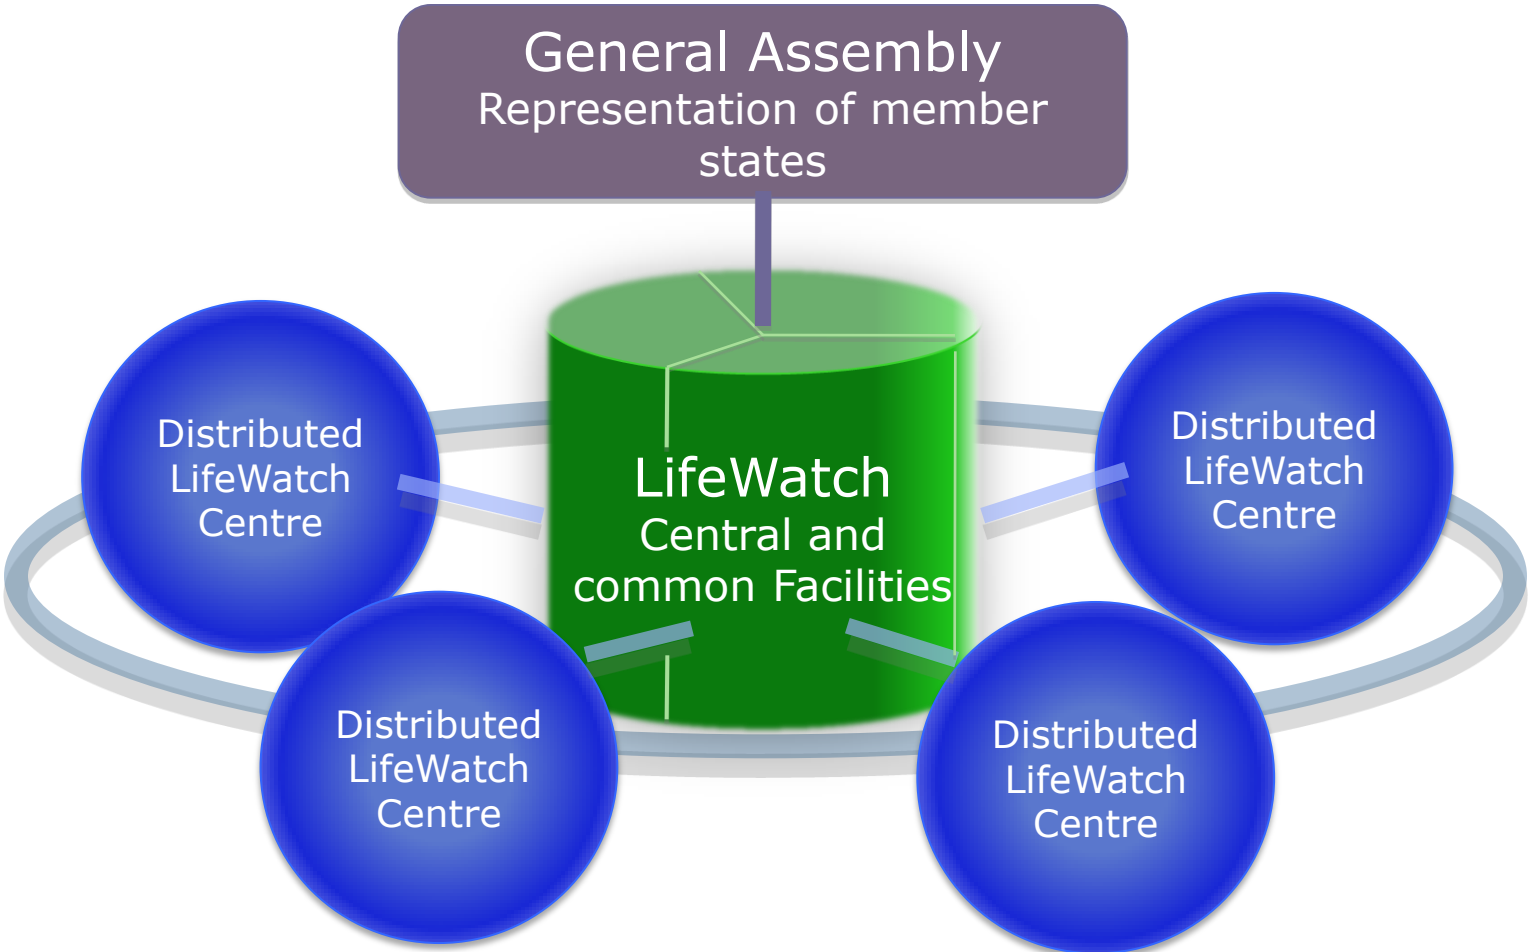 General Assembly
Representation of member
states
Distributed
LifeWatch
Centre
Distributed
LifeWatch
Centre
LifeWatch
Central and
common Facilities
Distributed
LifeWatch
Centre
Distributed
LifeWatch
Centre